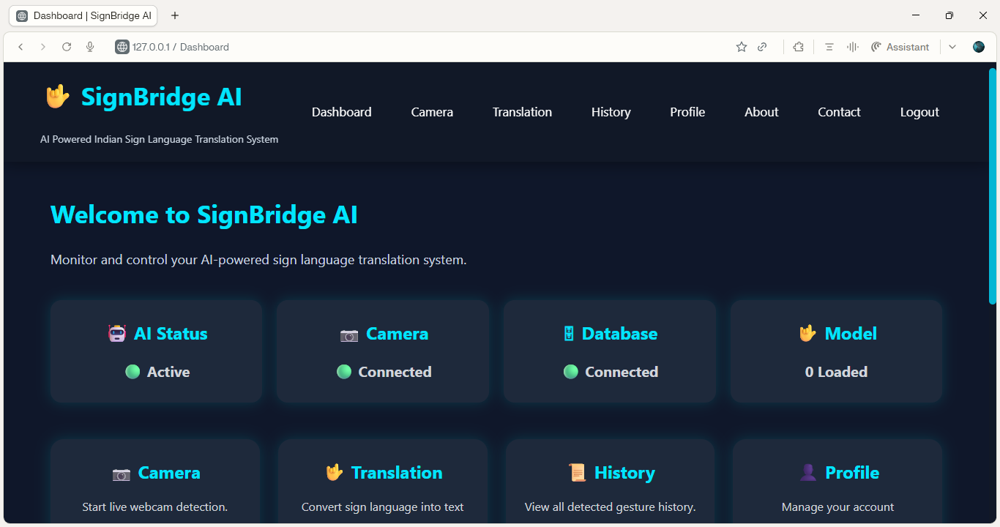 Dashboard | SignBridge AI
127.0.0.1 / Dashboard
Assistant
SignBridge AI
AI Powered Indian Sign Language Translation System
Dashboard Camera Translation History Profile About Contact Logout
Welcome to SignBridge AI
Monitor and control your AI-powered sign language translation system.
AI Status
Active
Camera
Connected
Database
Connected
Model
0 Loaded
Camera
Start live webcam detection.
Translation
Convert sign language into text
History
View all detected gesture history.
Profile
Manage your account